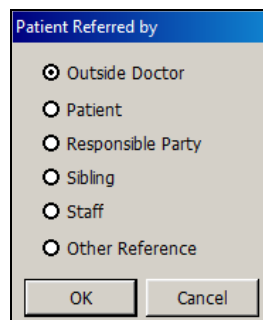 Patient Referred by
Outside Doctor
Patient
Responsible Party
Sibling
Staff
Other Reference
OK Cancel